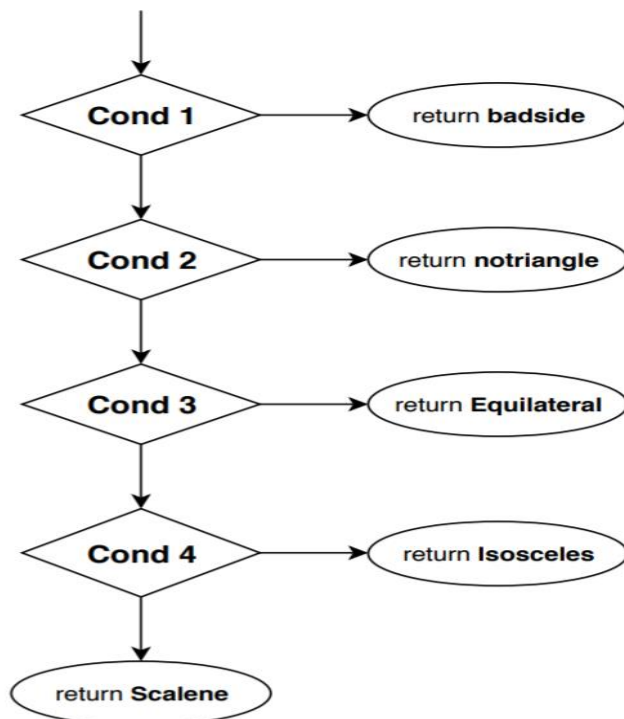 Cond 1
return badside
Cond 2
return notriangle
Cond 3
return Equilateral
Cond 4
return Isosceles
return Scalene